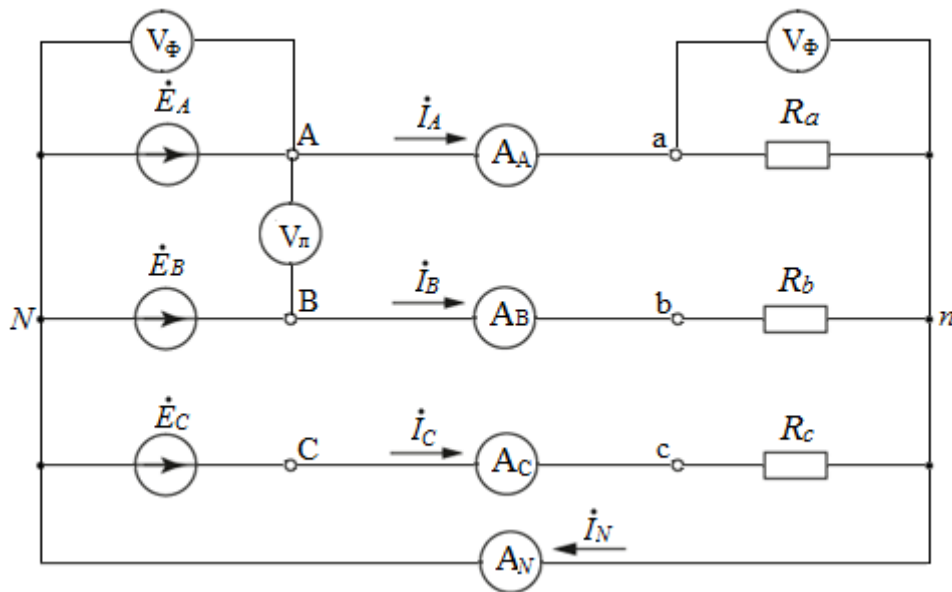 VФ VФ
ĖA A İA AA a Ra
Vл
ĖB B İB AB b Rb
N n
ĖC C İC AC c Rc
İN AN